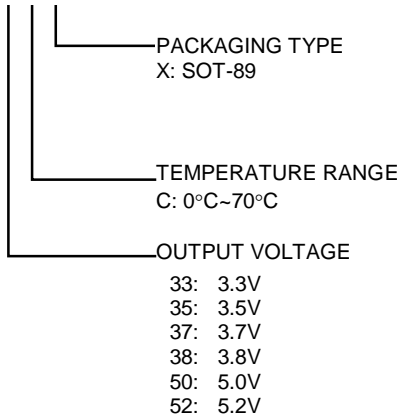 PACKAGING TYPE
X: SOT-89
TEMPERATURE RANGE
C: 0°C~70°C
OUTPUT VOLTAGE
33: 3.3V
35: 3.5V
37: 3.7V
38: 3.8V
50: 5.0V
52: 5.2V